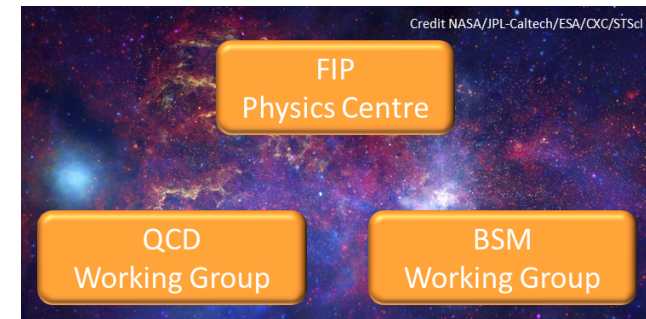 Credit NASA/JPL-Caltech/ESA/CXC/STScI
FIP
Physics Centre
QCD
Working Group
BSM
Working Group